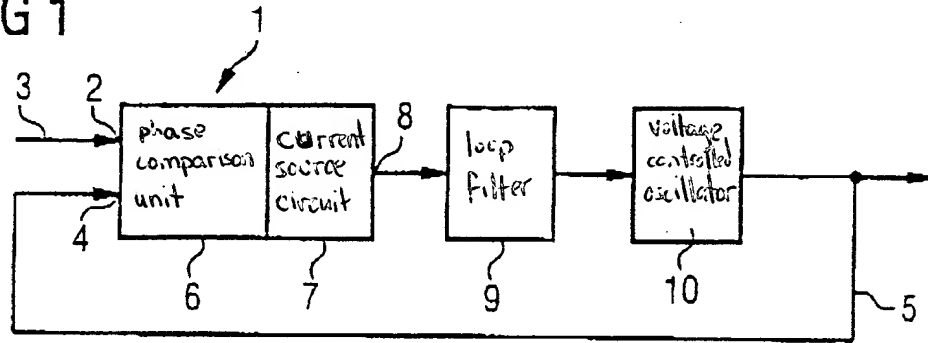 G 1
1
3
2
8
phase
comparison
unit
current
source
circuit
loop
filter
voltage
controlled
oscillator
4
6
7
9
10
5